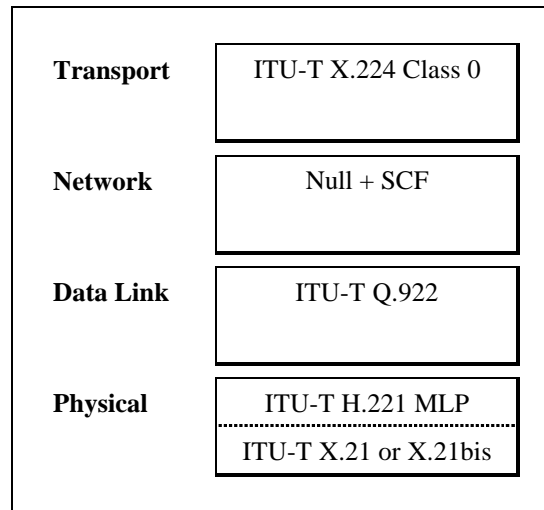 Transport ITU-T X.224 Class 0
Network Null + SCF
Data Link ITU-T Q.922
Physical ITU-T H.221 MLP
ITU-T X.21 or X.21bis